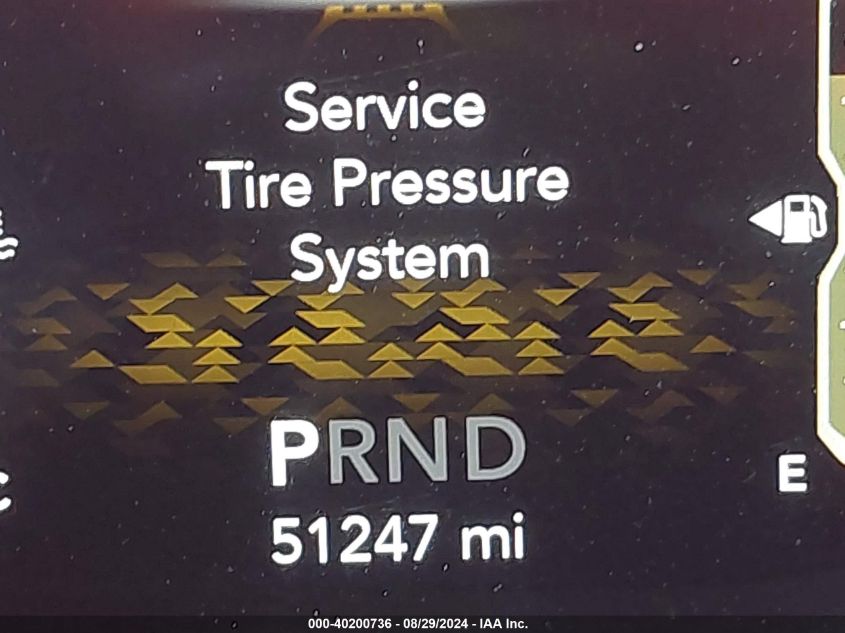 Service
Tire Pressure
System
PRND
E
51247 mi
000-40200736 - 08/29/2024 - IAA Inc.